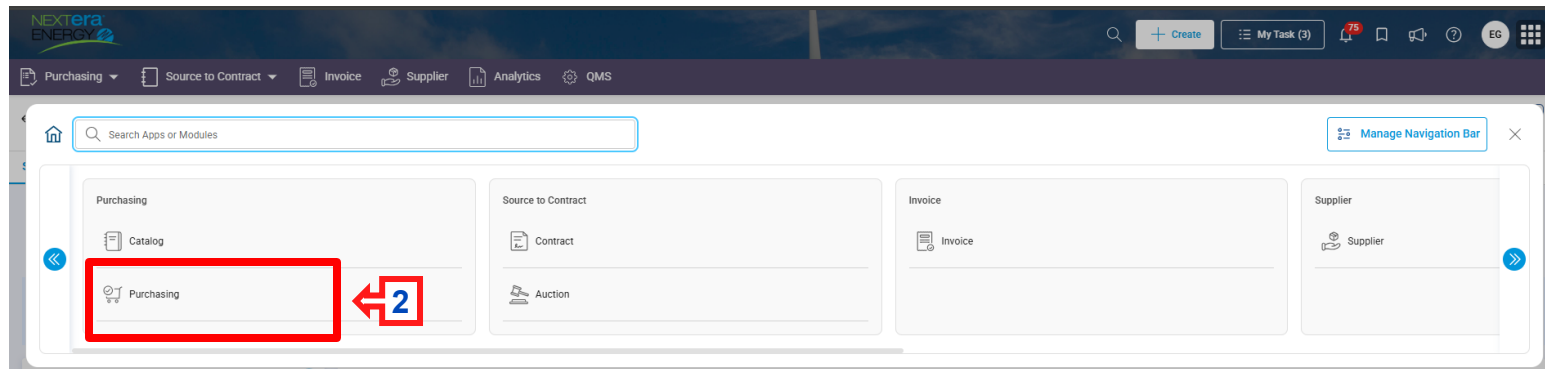 NEXTera
ENERGY
+ Create
My Task (3)
75
EG
Purchasing
Source to Contract
Invoice
Supplier
Analytics
QMS
Search Apps or Modules
Manage Navigation Bar
Purchasing
Source to Contract
Invoice
Supplier
Catalog
Contract
Invoice
Supplier
Purchasing
2
Auction